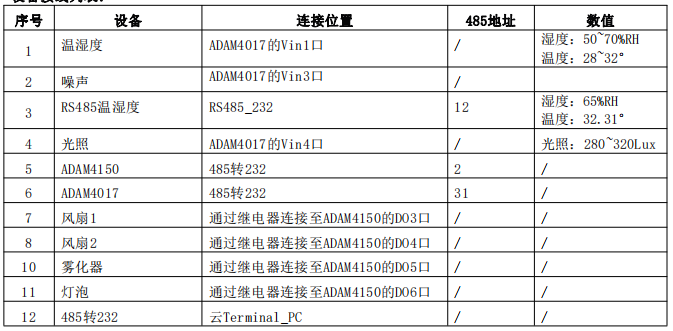 序号 设备 连接位置 485地址 数值
1 温湿度 ADAM4017的Vin1口 / 湿度：50~70%RH
温度：28~32°
2 噪声 ADAM4017的Vin3口 /
3 RS485温湿度 RS485_232 12 湿度：65%RH
温度：32.31°
4 光照 ADAM4017的Vin4口 / 光照：280~320Lux
5 ADAM4150 485转232 2 /
6 ADAM4017 485转232 31 /
7 风扇1 通过继电器连接至ADAM4150的DO3口 / /
8 风扇2 通过继电器连接至ADAM4150的DO4口 / /
10 雾化器 通过继电器连接至ADAM4150的DO5口 / /
11 灯泡 通过继电器连接至ADAM4150的DO6口 / /
12 485转232 云Terminal_PC / /